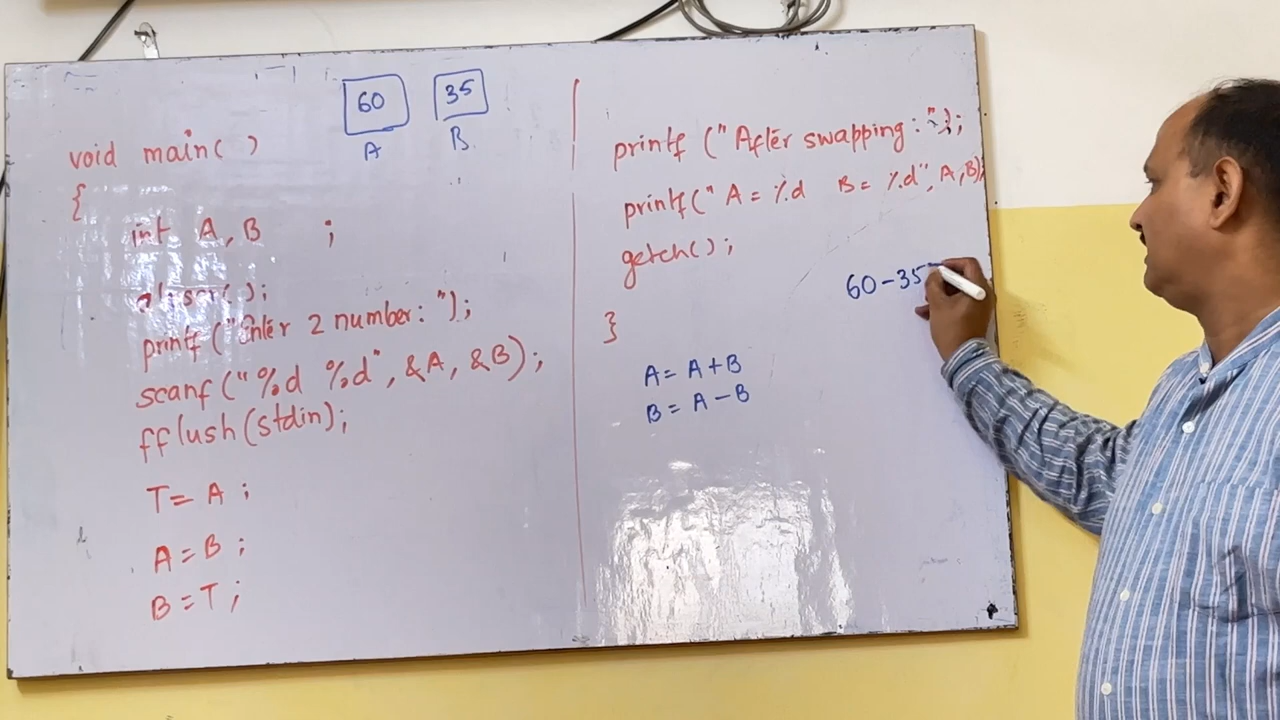 60 35
A B
void main( )
{
int A, B ;
clrscr( );
printf ("Enter 2 number: ");
scanf ("%d %d", &A, &B);
fflush(stdin);
T= A ;
A=B ;
B=T ;
printf ("After swapping : ");
printf(" A = %d B = %d", A,B);
getch();
}
60-35
A= A+B
B= A-B